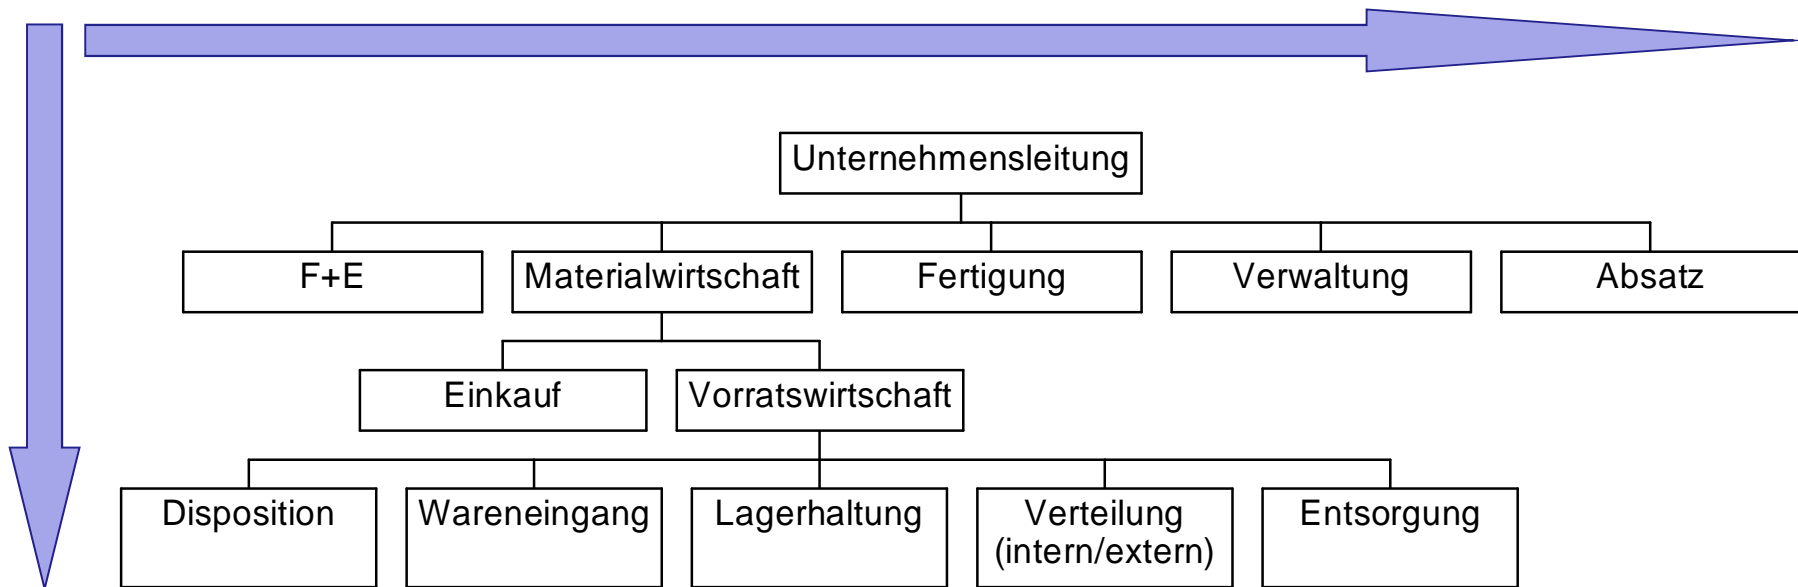 Unternehmensleitung
F+E
Materialwirtschaft
Fertigung
Verwaltung
Absatz
Einkauf
Vorratswirtschaft
Disposition
Wareneingang
Lagerhaltung
Verteilung
(intern/extern)
Entsorgung